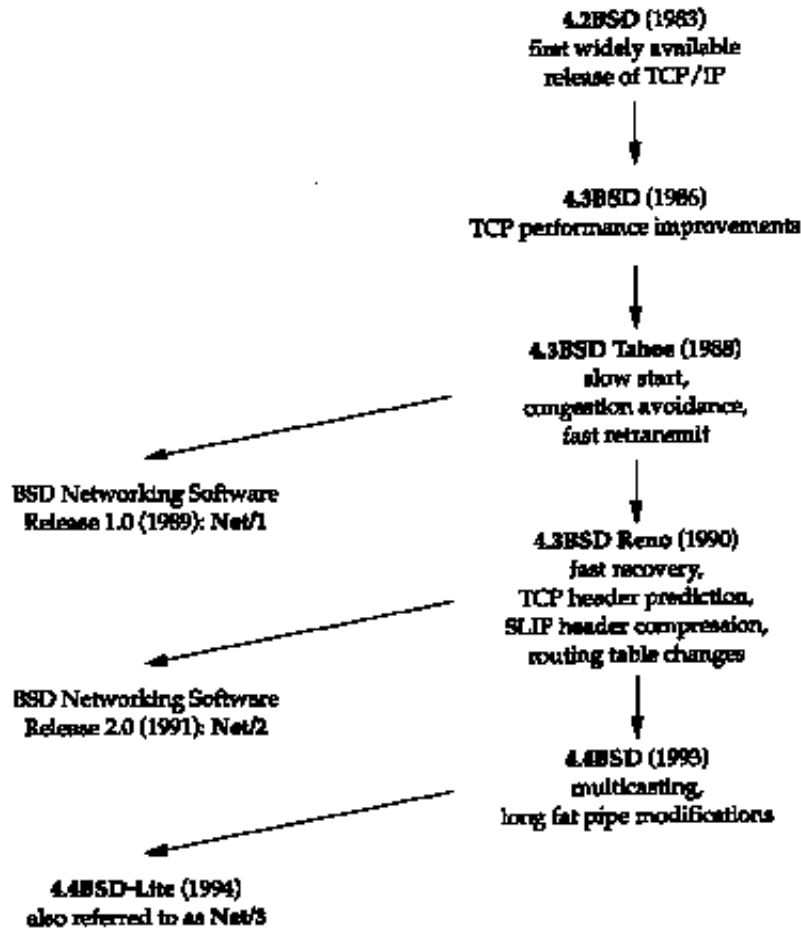 4.2BSD (1983)
first widely available
release of TCP/IP
4.3BSD (1986)
TCP performance improvements
4.3BSD Tahoe (1988)
slow start,
congestion avoidance,
fast retransmit
BSD Networking Software
Release 1.0 (1989): Net/1
4.3BSD Reno (1990)
fast recovery,
TCP header prediction,
SLIP header compression,
routing table changes
BSD Networking Software
Release 2.0 (1991): Net/2
4.4BSD (1993)
multicasting,
long fat pipe modifications
4.4BSD-Lite (1994)
also referred to as Net/3